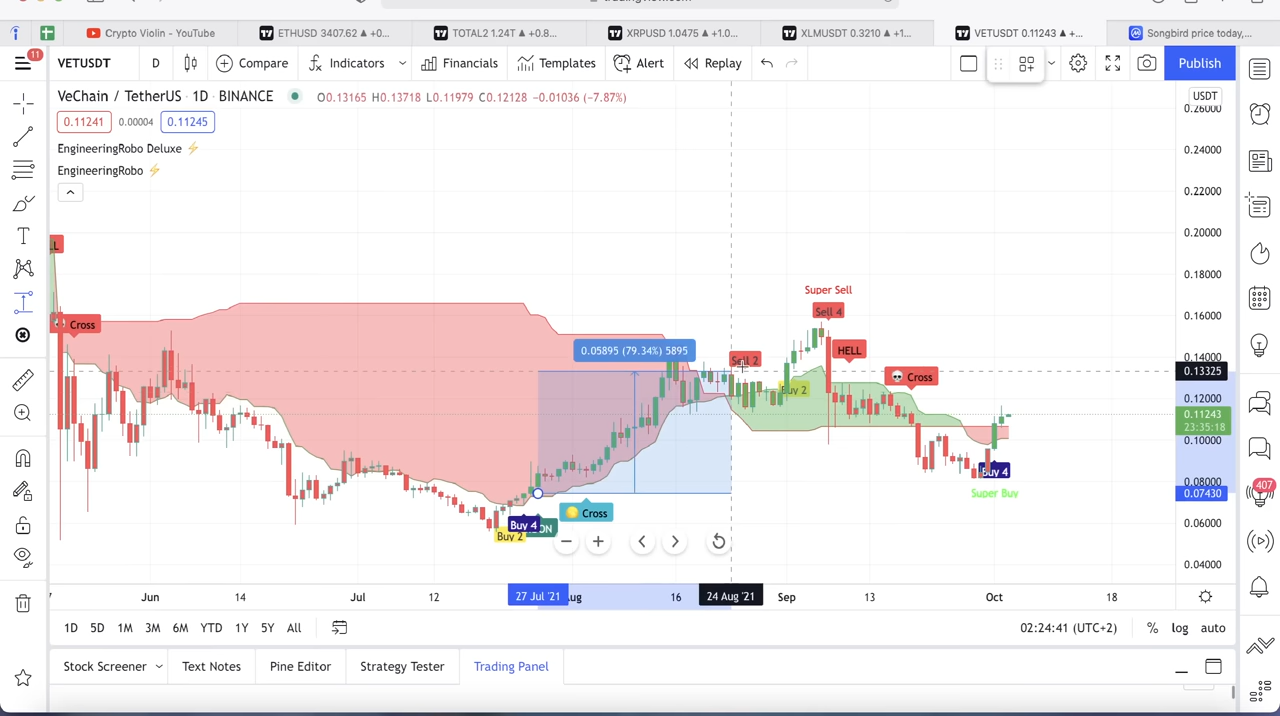 tradingview.com
Crypto Violin - YouTube
ETHUSD 3407.62 ▲ +0...
TOTAL2 1.24T ▲ +0.8...
XRPUSD 1.0475 ▲ +1.0...
XLMUSDT 0.3210 ▲ +1...
VETUSDT 0.11243 ▲ +...
Songbird price today,...
11
VETUSDT
D
Compare
Indicators
Financials
Templates
Alert
Replay
Publish
VeChain / TetherUS · 1D · BINANCE
O0.13165 H0.13718 L0.11979 C0.12128 -0.01036 (-7.87%)
USDT
0.11241
0.00004
0.11245
EngineeringRobo Deluxe ⚡
EngineeringRobo ⚡
0.26000
0.24000
0.22000
0.20000
0.18000
0.16000
0.14000
0.13325
0.12000
0.11243
23:35:18
0.10000
0.08000
0.07430
0.06000
0.04000
Cross
Super Sell
Sell 4
HELL
0.05895 (79.34%) 5895
Sell 2
Cross
Buy 2
Buy 4
Super Buy
Cross
Buy 4
Buy 2
407
Jun
14
Jul
12
27 Jul '21
16
24 Aug '21
Sep
13
Oct
18
1D
5D
1M
3M
6M
YTD
1Y
5Y
All
02:24:41 (UTC+2)
%
log
auto
Stock Screener
Text Notes
Pine Editor
Strategy Tester
Trading Panel